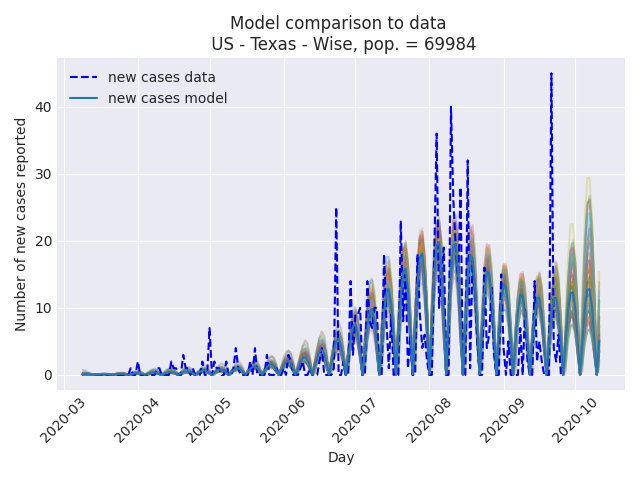 Model comparison to data
US - Texas - Wise, pop. = 69984
new cases data
new cases model
Number of new cases reported
40
30
20
10
0
2020-03
2020-04
2020-05
2020-06
2020-07
2020-08
2020-09
2020-10
Day